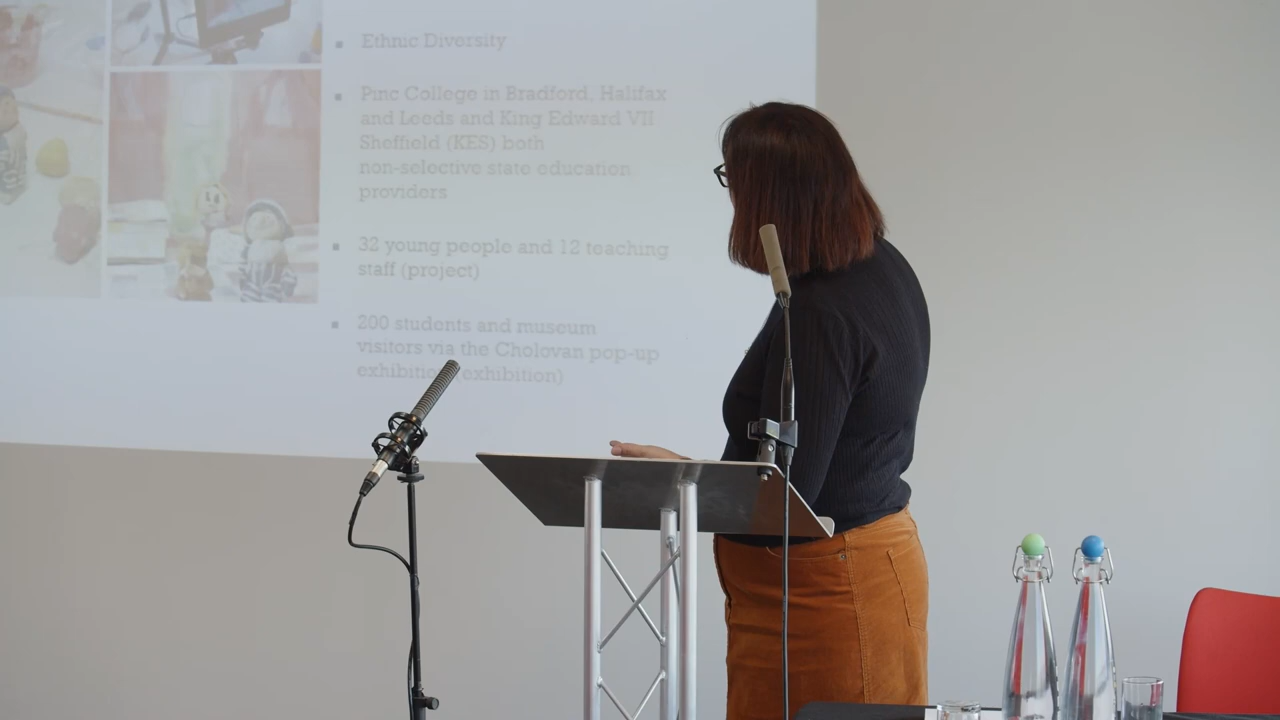 Ethnic Diversity
Pinc College in Bradford, Halifax
and Leeds and King Edward VII
Sheffield (KES) both
non-selective state education
providers
32 young people and 12 teaching
staff (project)
200 students and museum
visitors via the Cholovan pop-up
exhibition)